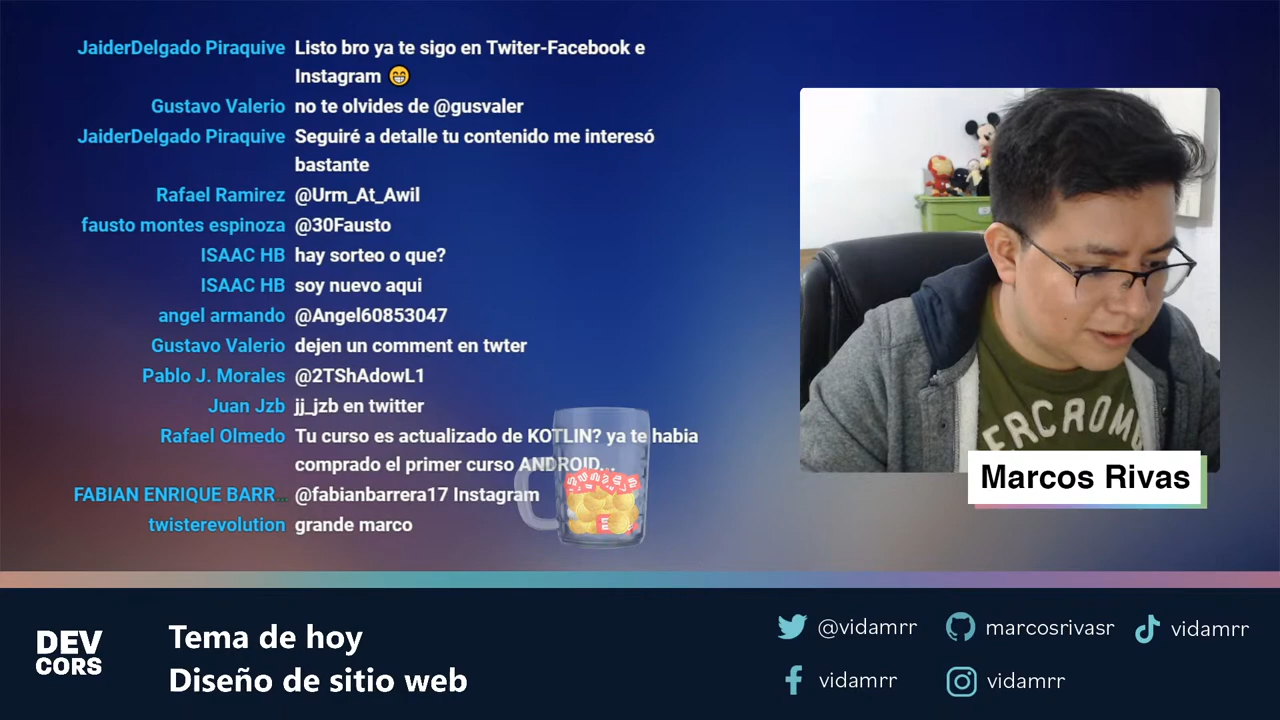 JaiderDelgado Piraquive Listo bro ya te sigo en Twiter-Facebook e
Instagram 😁
Gustavo Valerio no te olvides de @gusvaler
JaiderDelgado Piraquive Seguiré a detalle tu contenido me interesó
bastante
Rafael Ramirez @Urm_At_Awil
fausto montes espinoza @30Fausto
ISAAC HB hay sorteo o que?
ISAAC HB soy nuevo aqui
angel armando @Angel60853047
Gustavo Valerio dejen un comment en twter
Pablo J. Morales @2TShAdowL1
Juan Jzb jj_jzb en twitter
Rafael Olmedo Tu curso es actualizado de KOTLIN? ya te habia
comprado el primer curso ANDROID...
FABIAN ENRIQUE BARR... @fabianbarrera17 Instagram
twisterevolution grande marco
ERCROM
Marcos Rivas
DEV
CORS
Tema de hoy
Diseño de sitio web
@vidamrr marcosrivasr vidamrr
vidamrr vidamrr